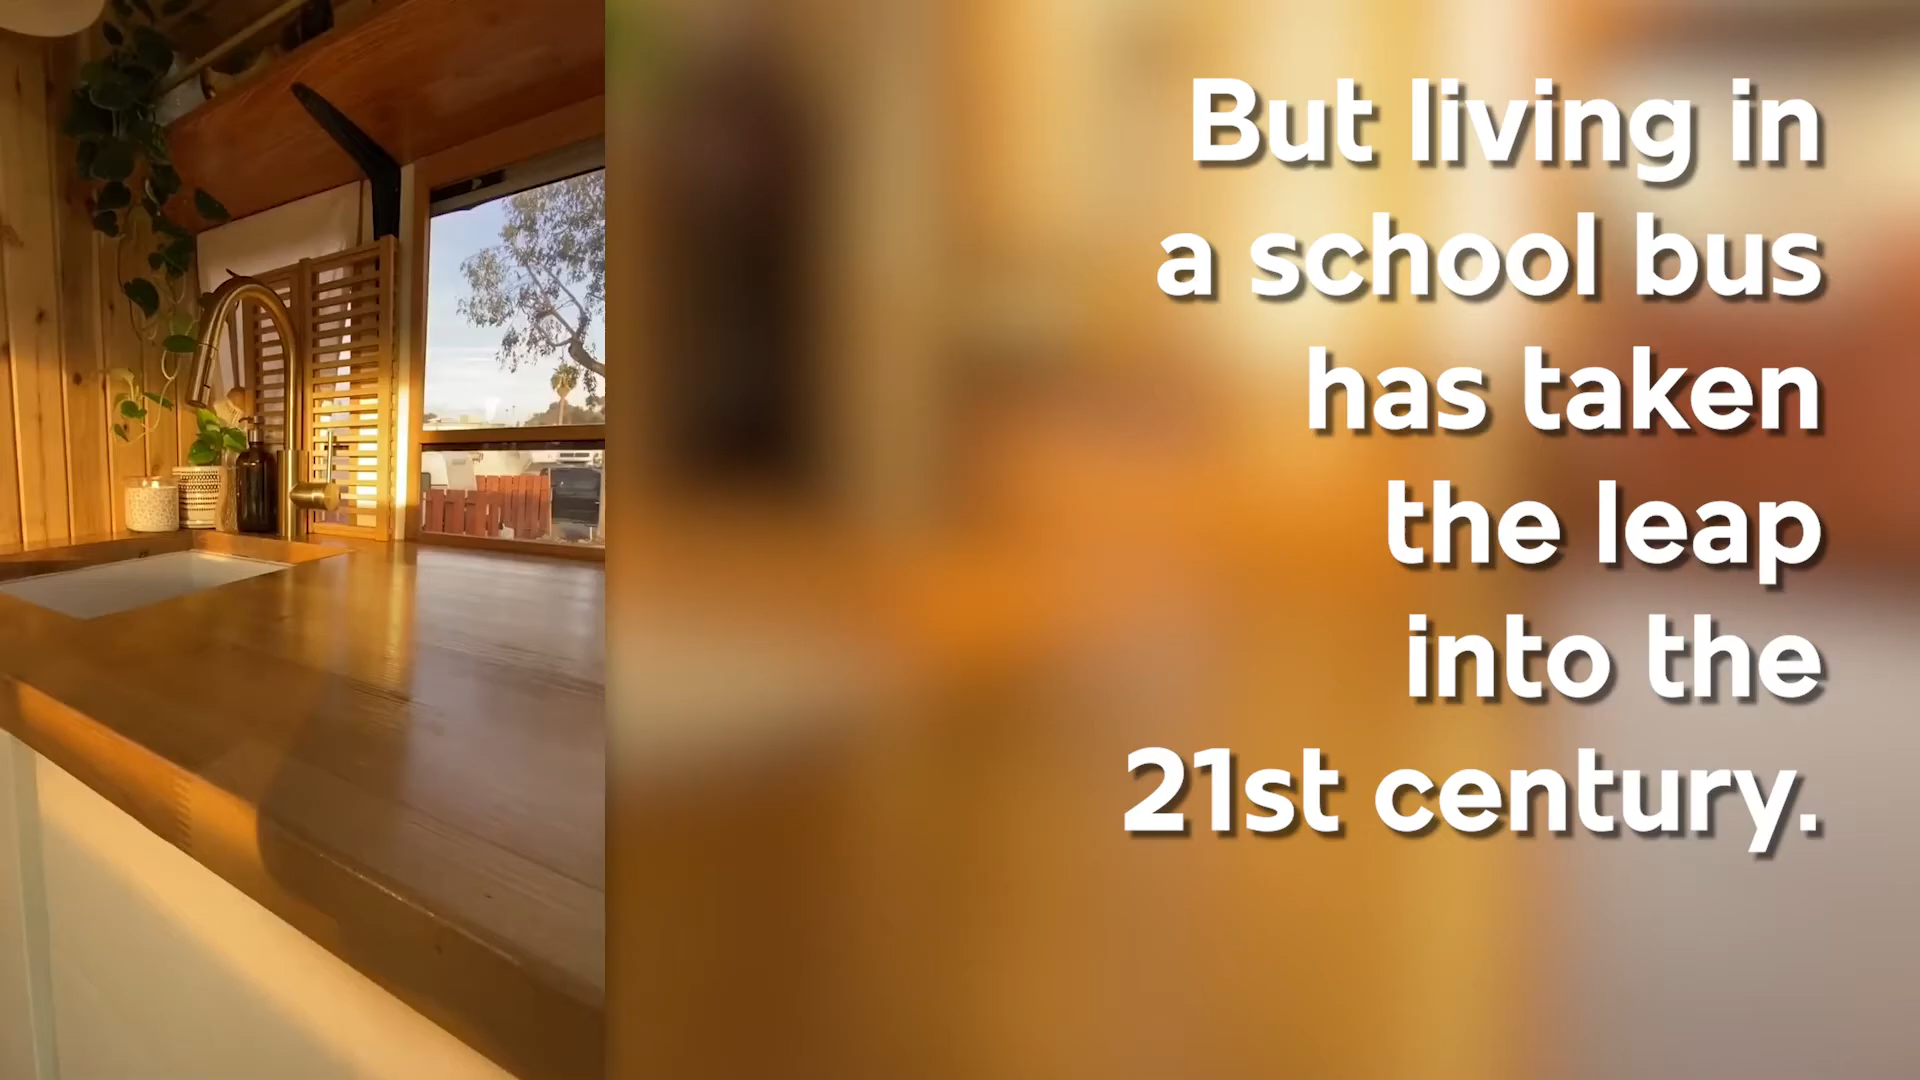 But living in
a school bus
has taken
the leap
into the
21st century.